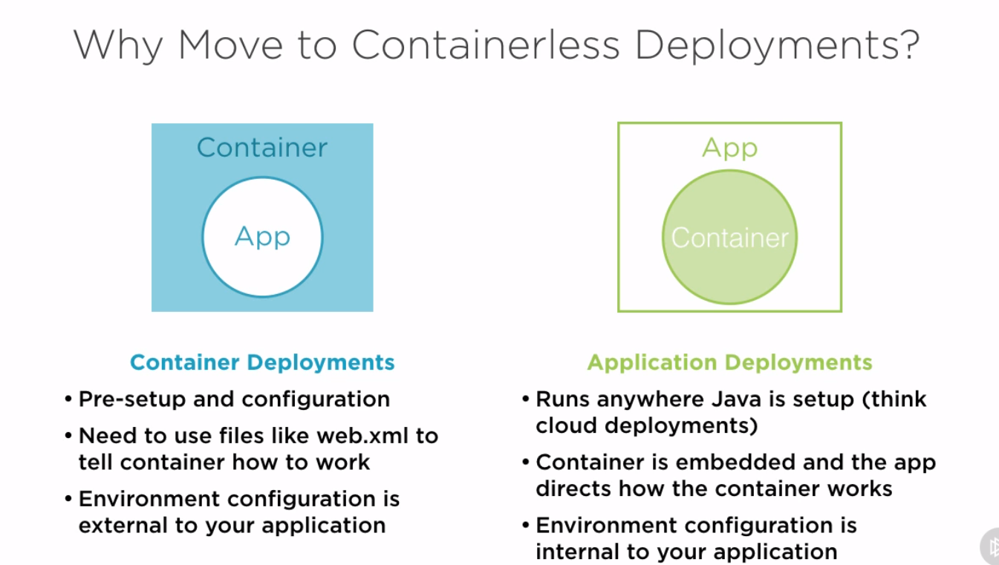 Why Move to Containerless Deployments?
Container
App
App
Container
Container Deployments
• Pre-setup and configuration
• Need to use files like web.xml to
tell container how to work
• Environment configuration is
external to your application
Application Deployments
• Runs anywhere Java is setup (think
cloud deployments)
• Container is embedded and the app
directs how the container works
• Environment configuration is
internal to your application